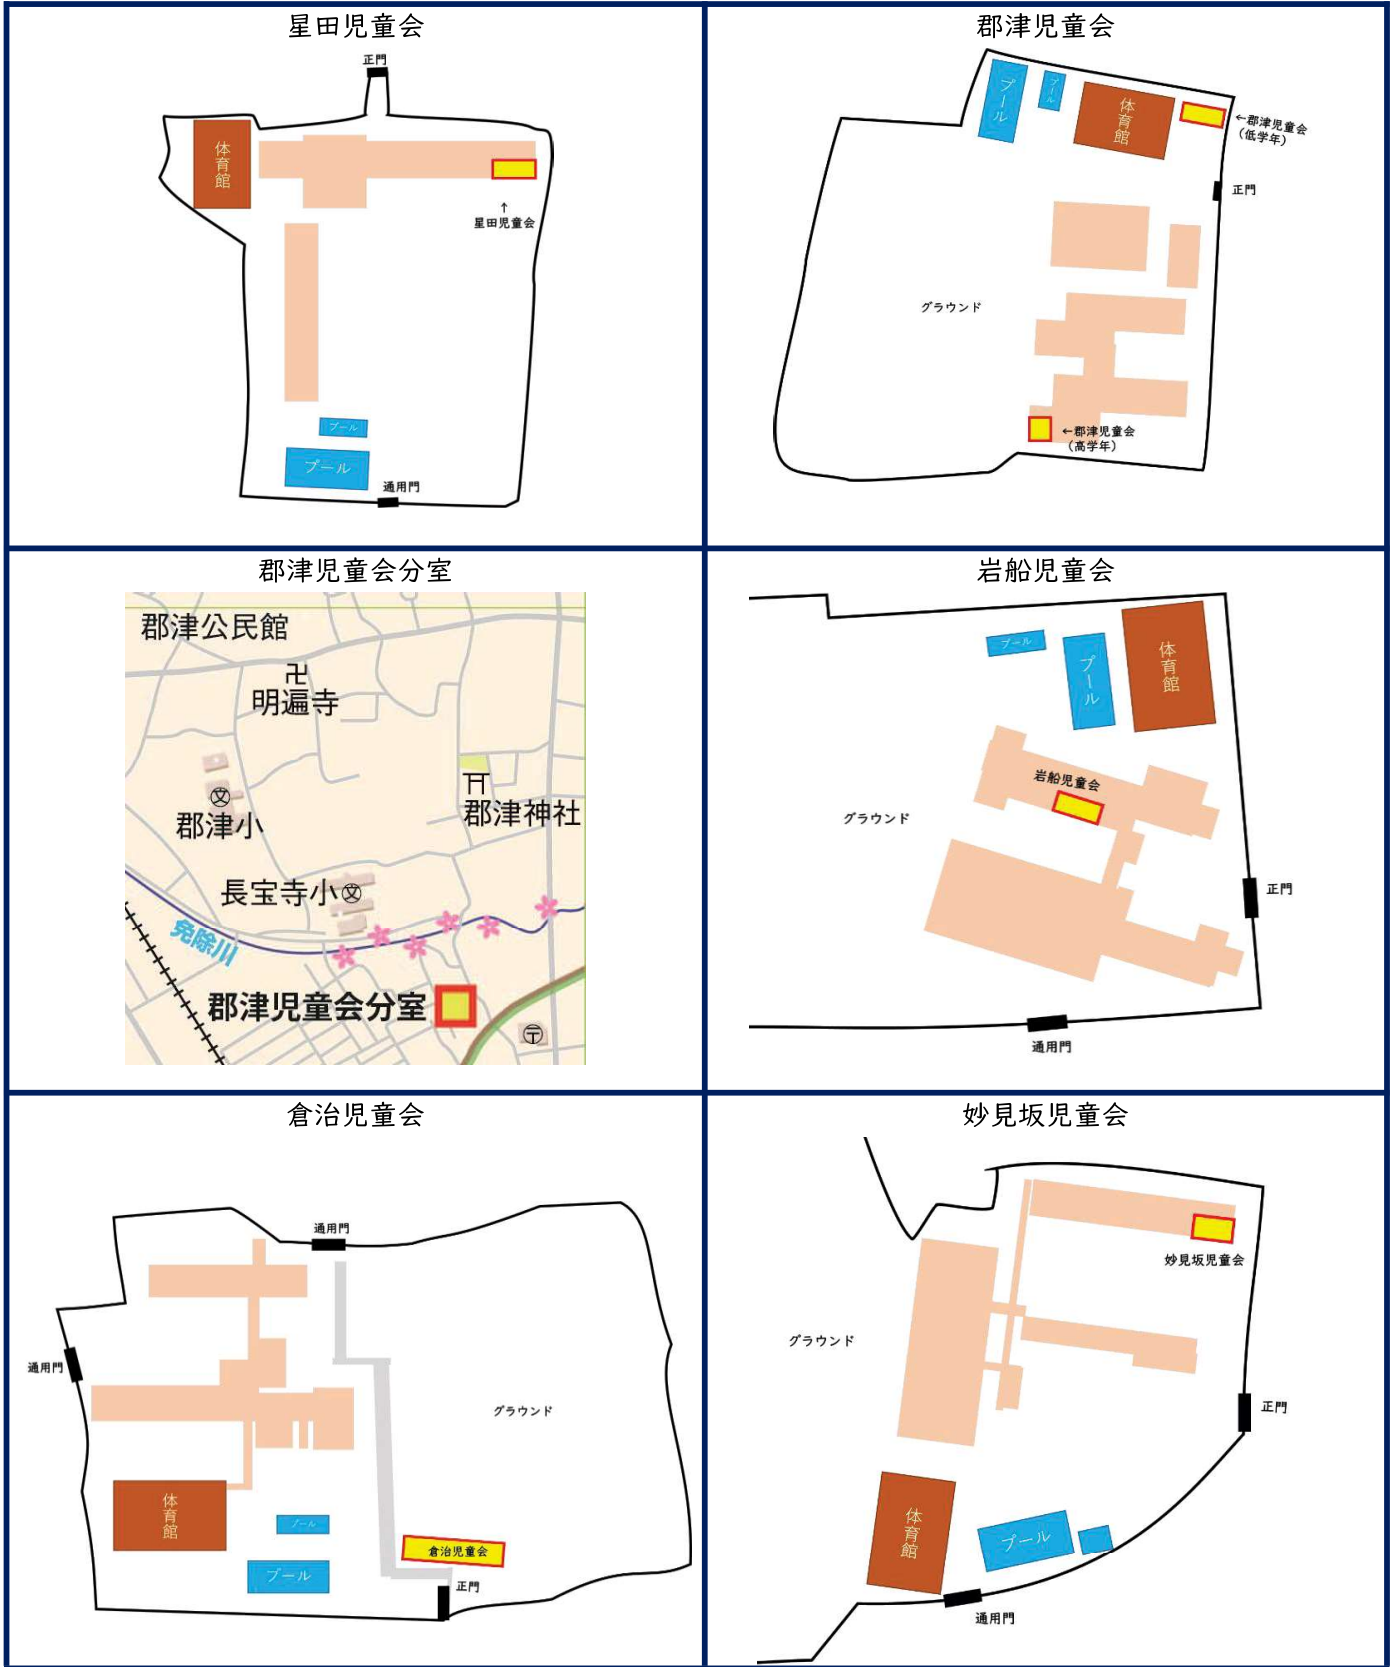 星田児童会
正門
体育館
↑
星田児童会
プール
プール
通用門
郡津児童会
プール
プール
体育館
←郡津児童会
(低学年)
正門
グラウンド
←郡津児童会
(高学年)
郡津児童会分室
郡津公民館
卍
明遍寺
文
郡津小
郡津神社
長宝寺小文
免除川
郡津児童会分室
〒
岩船児童会
プール
プール
体育館
岩船児童会
グラウンド
正門
通用門
倉治児童会
通用門
通用門
グラウンド
体育館
プール
プール
倉治児童会
正門
妙見坂児童会
妙見坂児童会
グラウンド
正門
体育館
プール
通用門